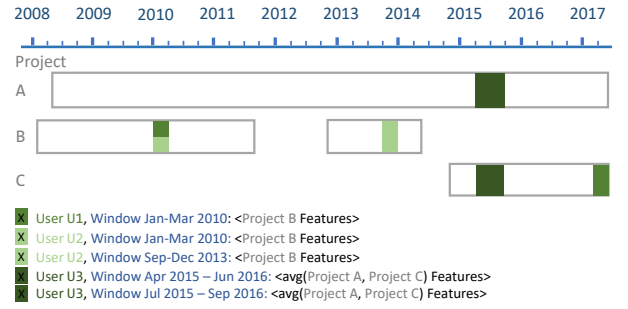 2008 2009 2010 2011 2012 2013 2014 2015 2016 2017
Project
A
B
C
X User U1, Window Jan-Mar 2010: <Project B Features>
X User U2, Window Jan-Mar 2010: <Project B Features>
X User U2, Window Sep-Dec 2013: <Project B Features>
X User U3, Window Apr 2015 – Jun 2016: <avg(Project A, Project C) Features>
X User U3, Window Jul 2015 – Sep 2016: <avg(Project A, Project C) Features>